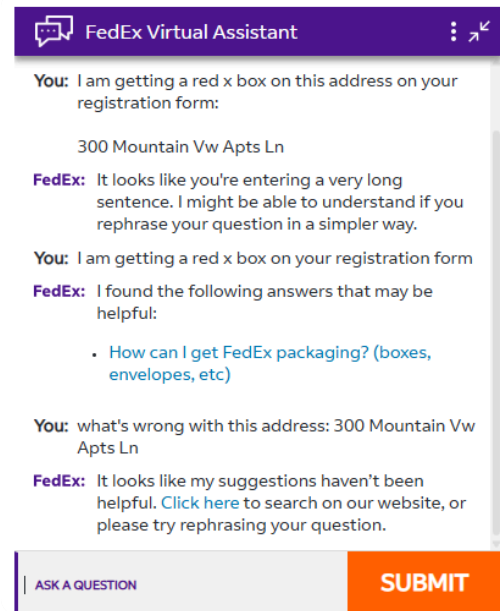 FedEx Virtual Assistant
You: I am getting a red x box on this address on your
registration form:
300 Mountain Vw Apts Ln
FedEx: It looks like you're entering a very long
sentence. I might be able to understand if you
rephrase your question in a simpler way.
You: I am getting a red x box on your registration form
FedEx: I found the following answers that may be
helpful:
• How can I get FedEx packaging? (boxes,
envelopes, etc)
You: what's wrong with this address: 300 Mountain Vw
Apts Ln
FedEx: It looks like my suggestions haven't been
helpful. Click here to search on our website, or
please try rephrasing your question.
ASK A QUESTION
SUBMIT